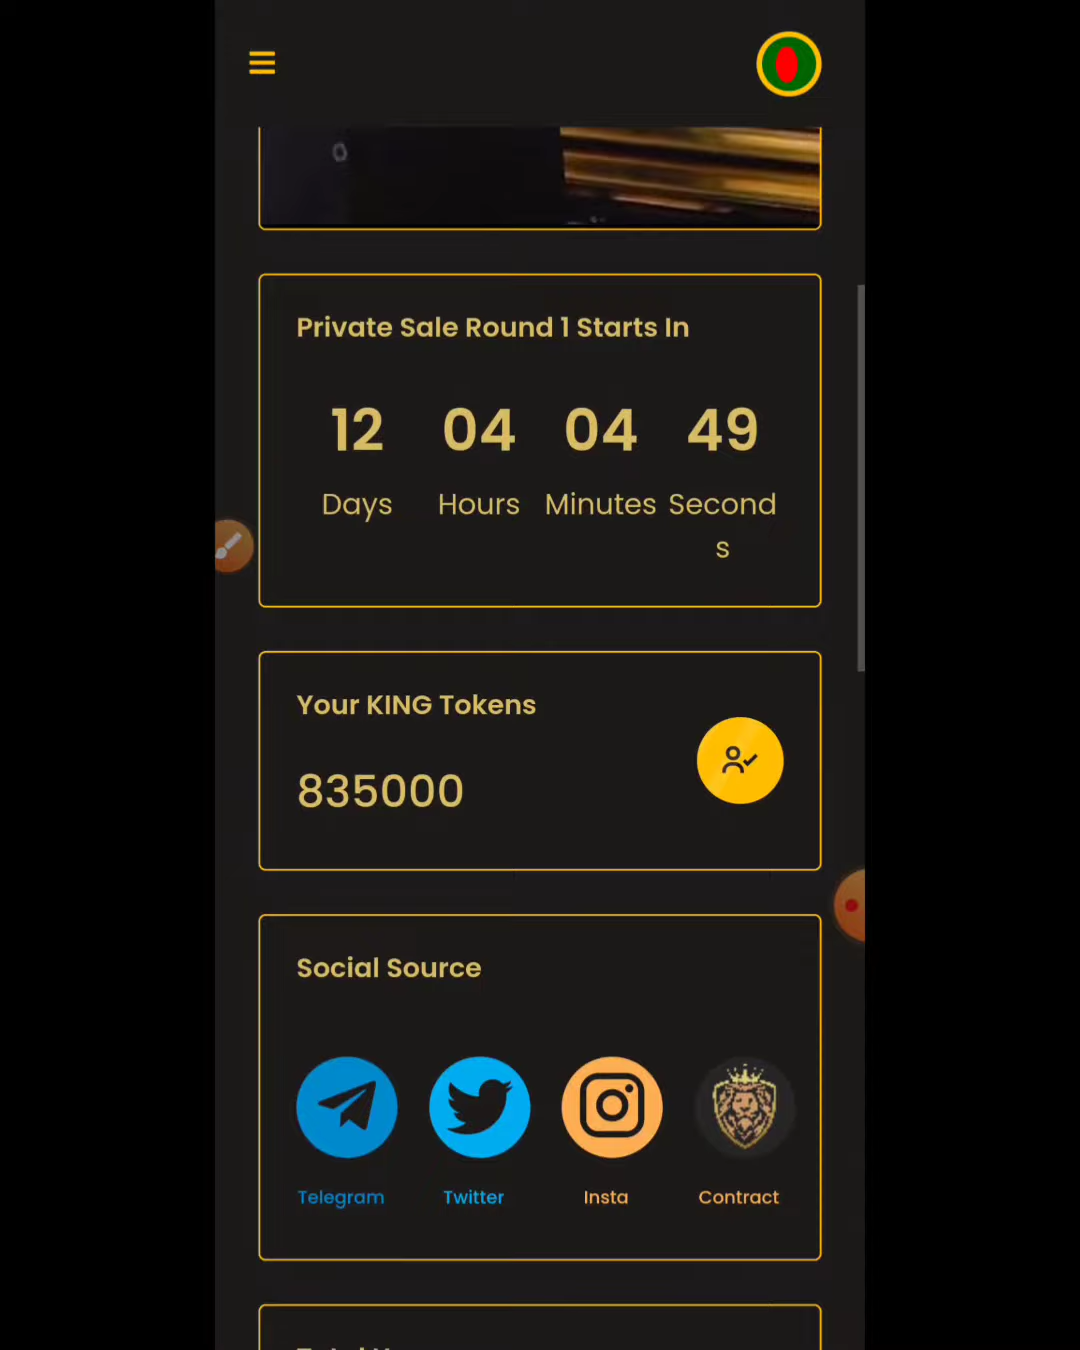 Private Sale Round 1 Starts In
12 04 04 49
Days Hours Minutes Second
s
Your KING Tokens
835000
Social Source
Telegram Twitter Insta Contract